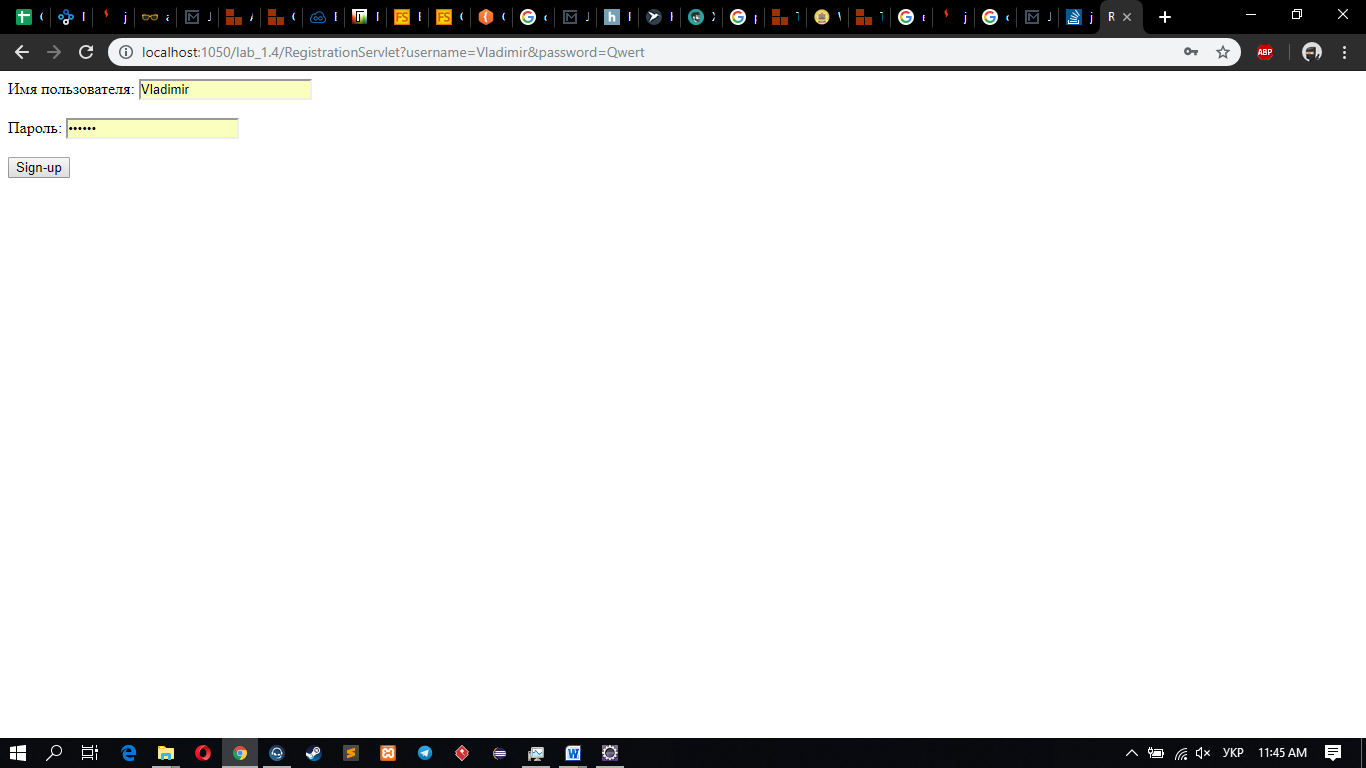 localhost:1050/lab_1.4/RegistrationServlet?username=Vladimir&password=Qwert
ABP
Имя пользователя: Vladimir
Пароль: ••••••
Sign-up
УКР 11:45 AM